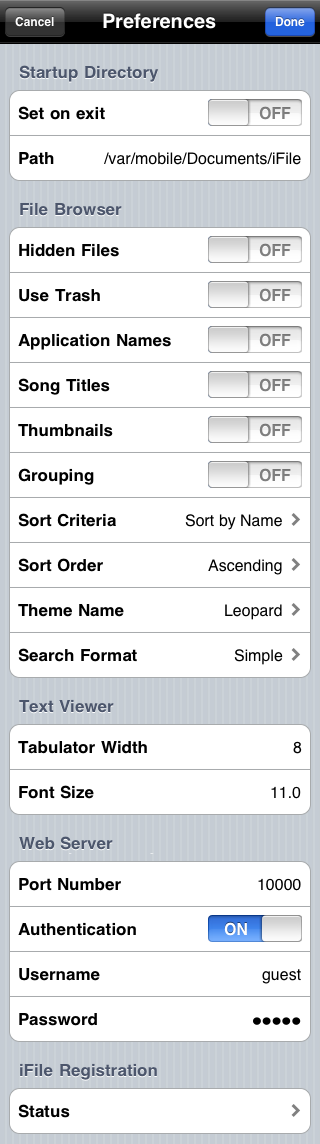 Cancel Preferences Done
Startup Directory
Set on exit OFF
Path /var/mobile/Documents/iFile
File Browser
Hidden Files OFF
Use Trash OFF
Application Names OFF
Song Titles OFF
Thumbnails OFF
Grouping OFF
Sort Criteria Sort by Name
Sort Order Ascending
Theme Name Leopard
Search Format Simple
Text Viewer
Tabulator Width 8
Font Size 11.0
Web Server
Port Number 10000
Authentication ON
Username guest
Password •••••
iFile Registration
Status